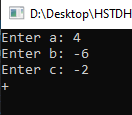 D:\Desktop\HSTDH
Enter a: 4
Enter b: -6
Enter c: -2
+